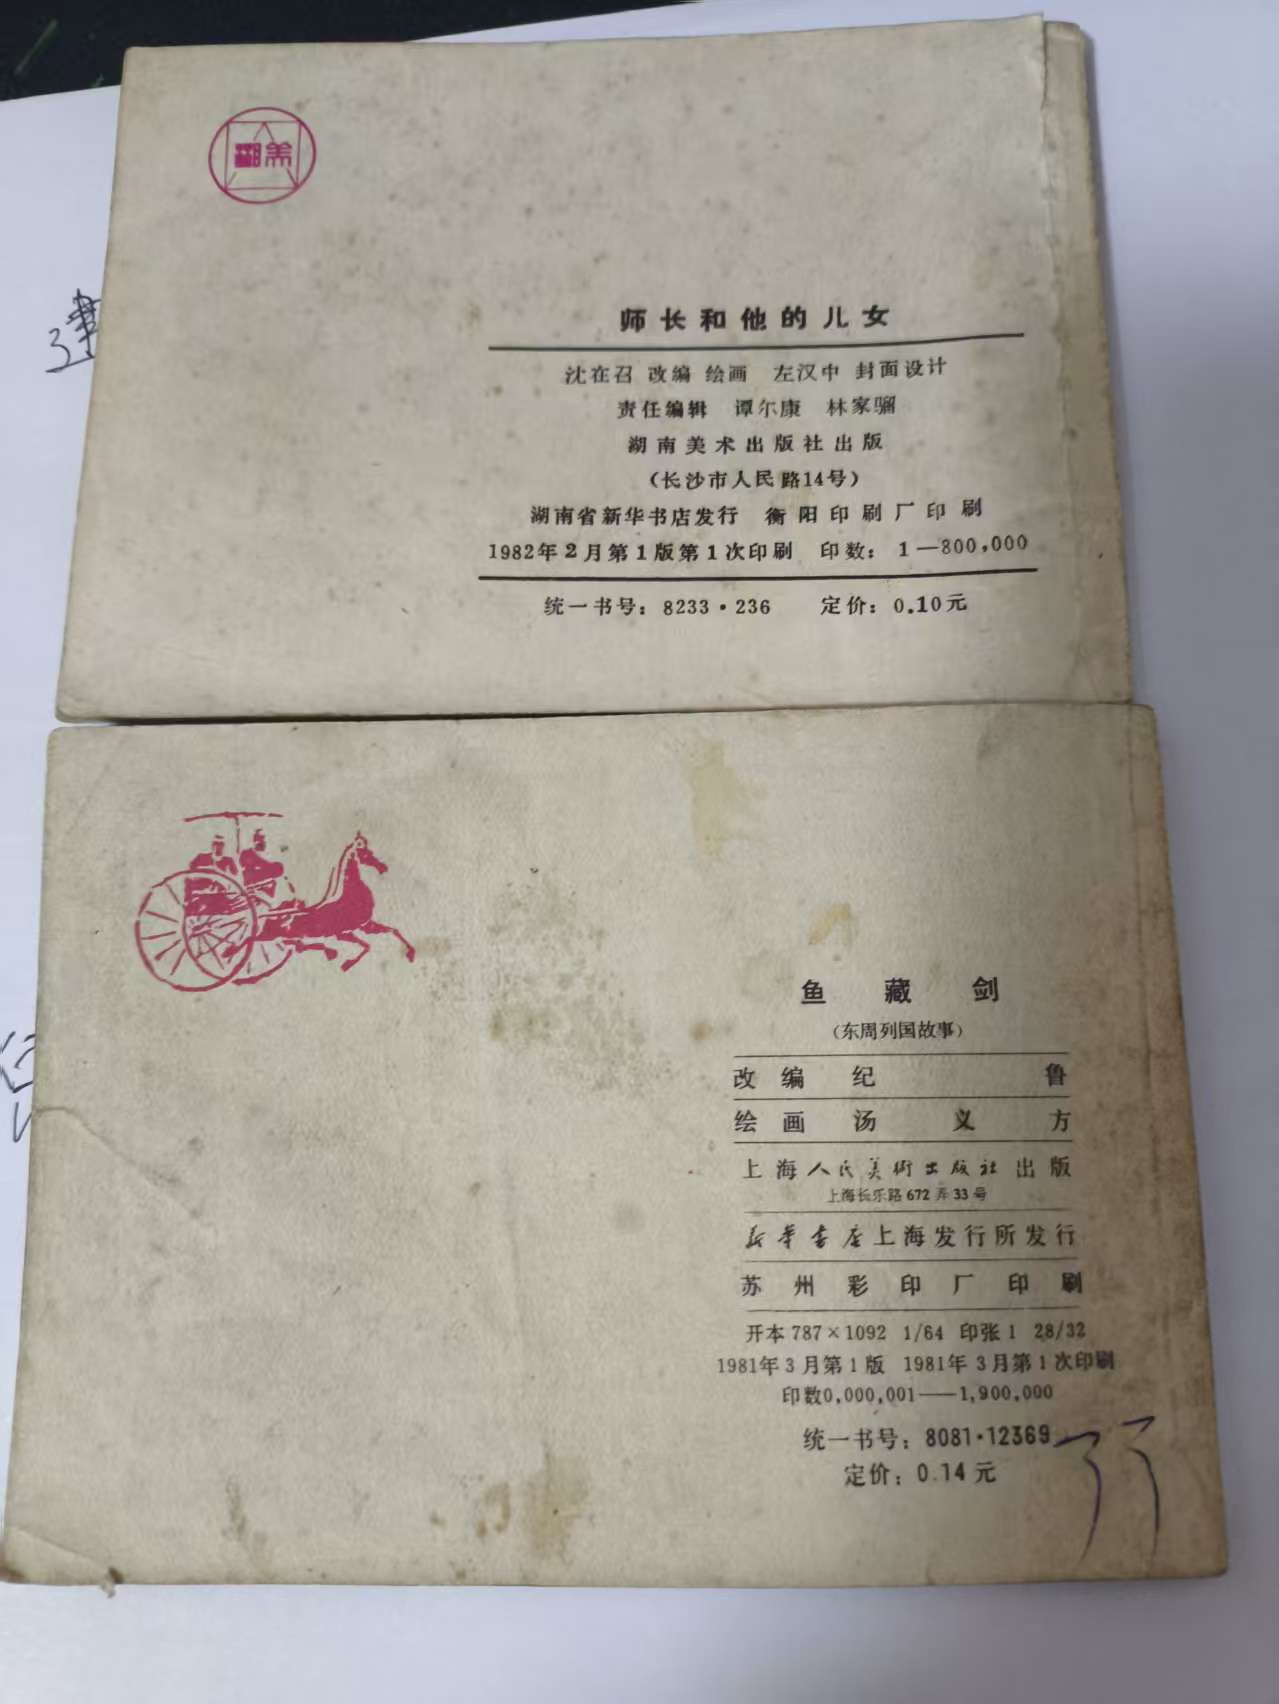 湘美
师长和他的儿女
沈在召 改编 绘画 左汉中 封面设计
责任编辑 谭尔康 林家骝
湖南美术出版社出版
（长沙市人民路14号）
湖南省新华书店发行 衡阳印刷厂印刷
1982年2月第1版第1次印刷 印数：1—800,000
统一书号：8233·236 定价：0.10元
鱼藏剑
（东周列国故事）
改编 纪鲁
绘画 汤义方
上海人民美術出版社出版
上海长乐路672弄33号
新华书店上海发行所发行
苏州彩印厂印刷
开本787×1092 1/64 印张1 28/32
1981年3月第1版 1981年3月第1次印刷
印数0,000,001——1,900,000
统一书号：8081·12369
定价：0.14元